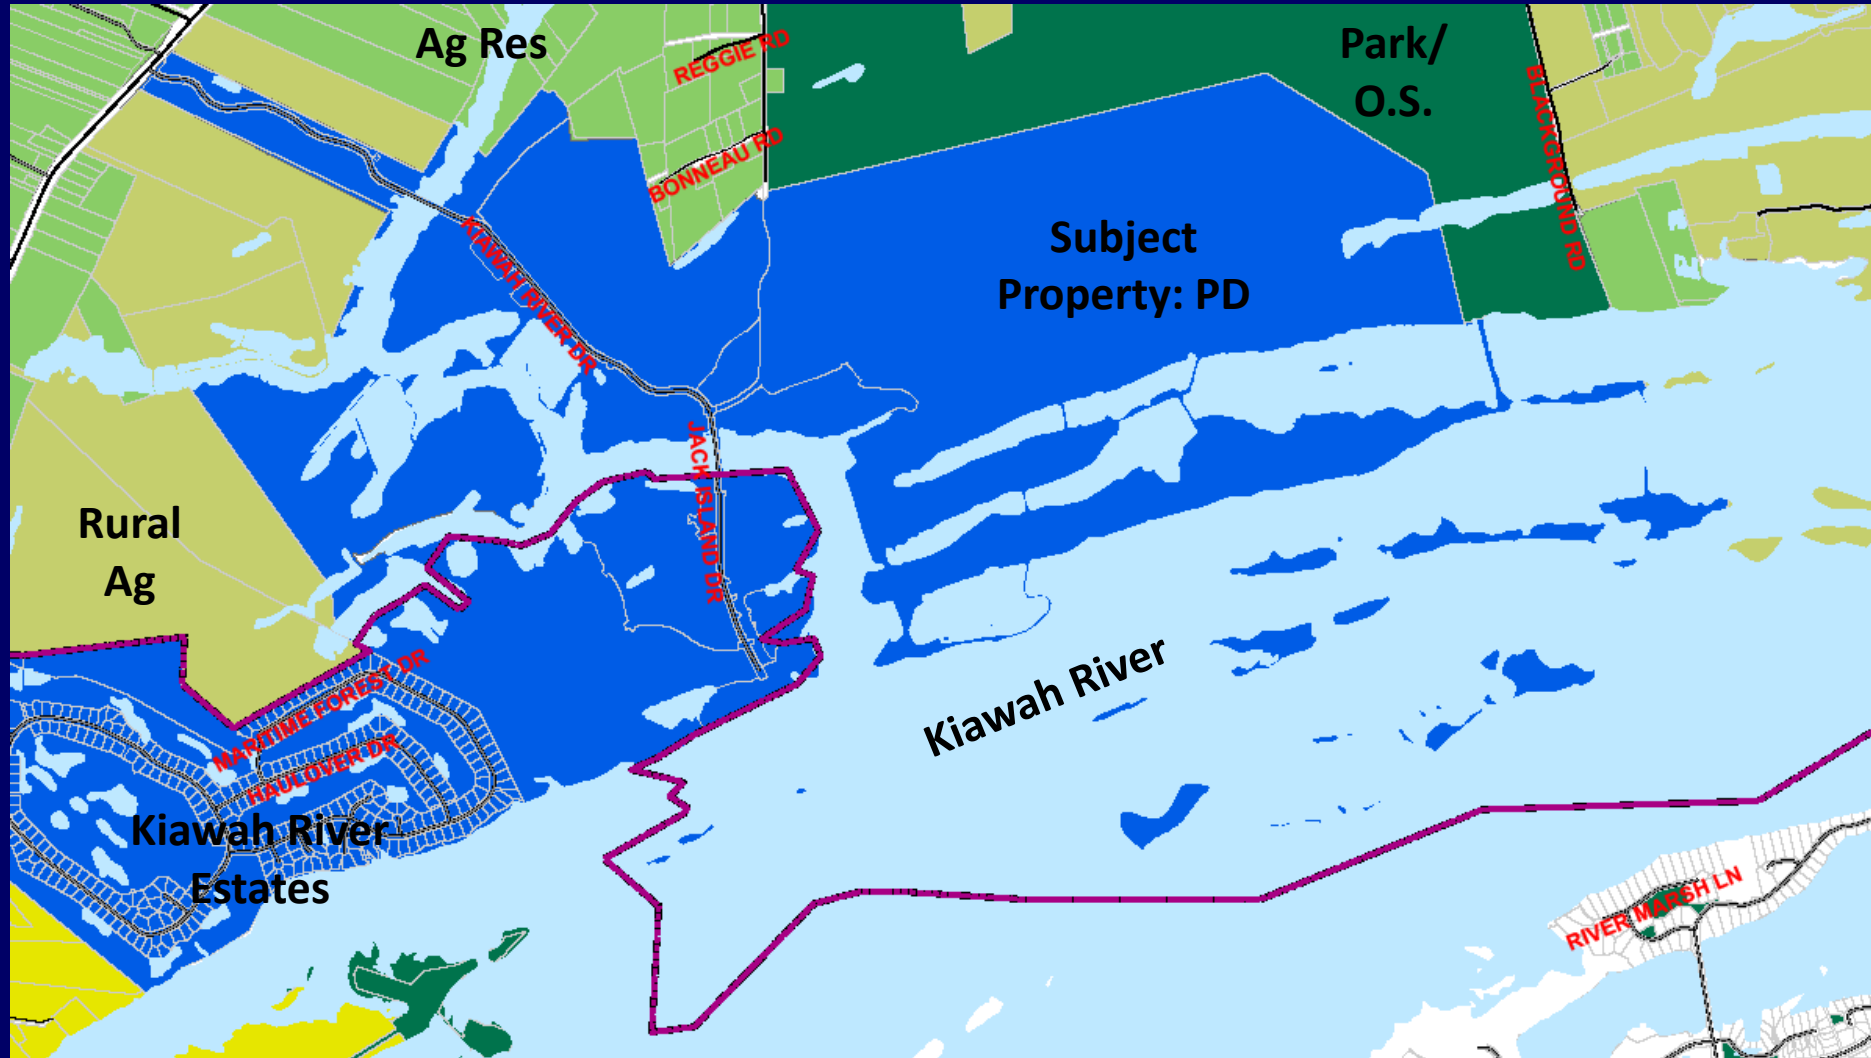 Ag Res
REGGIE RD
Park/
O.S.
BLACKGROUND RD
BONNEAU RD
KIAWAH RIVER DR
Subject
Property: PD
JACK ISLAND DR
Rural
Ag
MARITIME FOREST DR
HAULOVER DR
Kiawah River
Kiawah River
Estates
RIVER MARSH LN